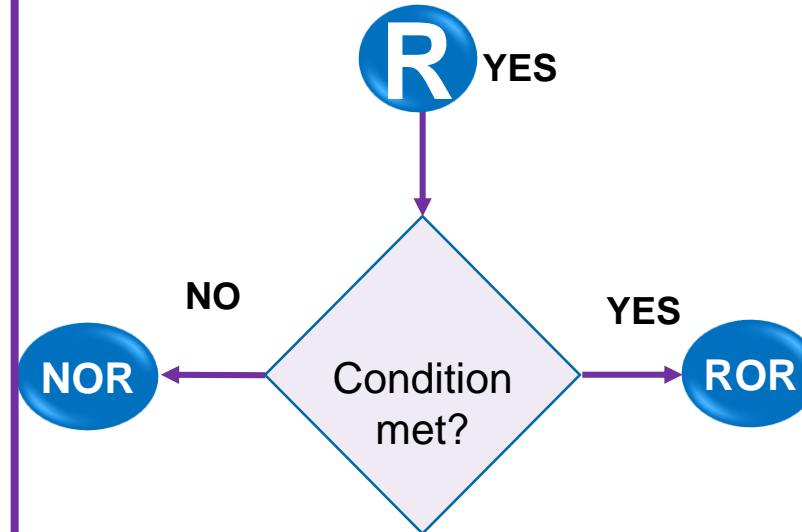 R YES
NO
YES
NOR
Condition
met?
ROR